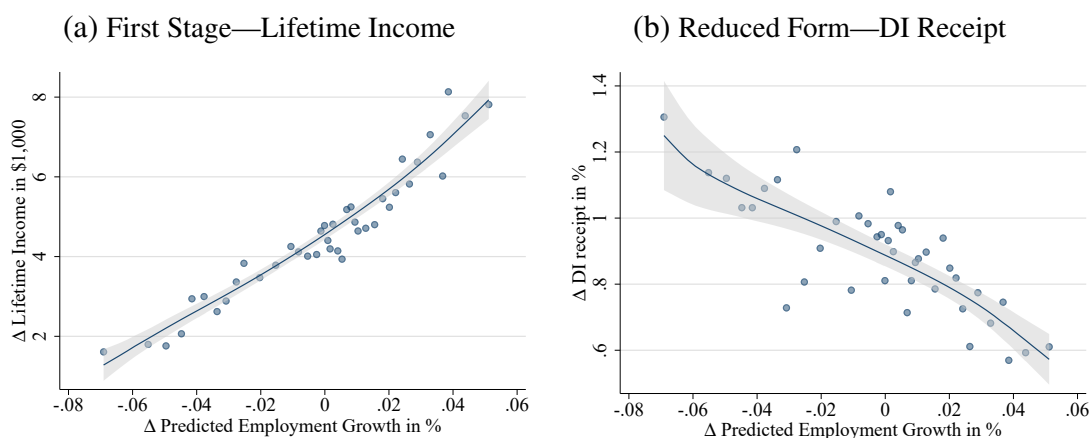 (a) First Stage—Lifetime Income
Δ Lifetime Income in $1,000
8
6
4
2
-.08 -.06 -.04 -.02 0 .02 .04 .06
Δ Predicted Employment Growth in %
(b) Reduced Form—DI Receipt
Δ DI receipt in %
1.4
1.2
1
.8
.6
-.08 -.06 -.04 -.02 0 .02 .04 .06
Δ Predicted Employment Growth in %